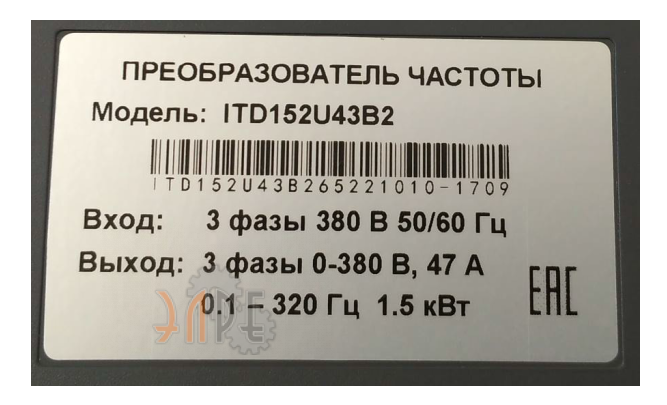 ПРЕОБРАЗОВАТЕЛЬ ЧАСТОТЫ
Модель: ITD152U43B2
ITD152U43B265221010-1709
Вход: 3 фазы 380 В 50/60 Гц
Выход: 3 фазы 0-380 В, 47 А
0.1 – 320 Гц 1.5 кВт
ЭЛРЕ
EAC